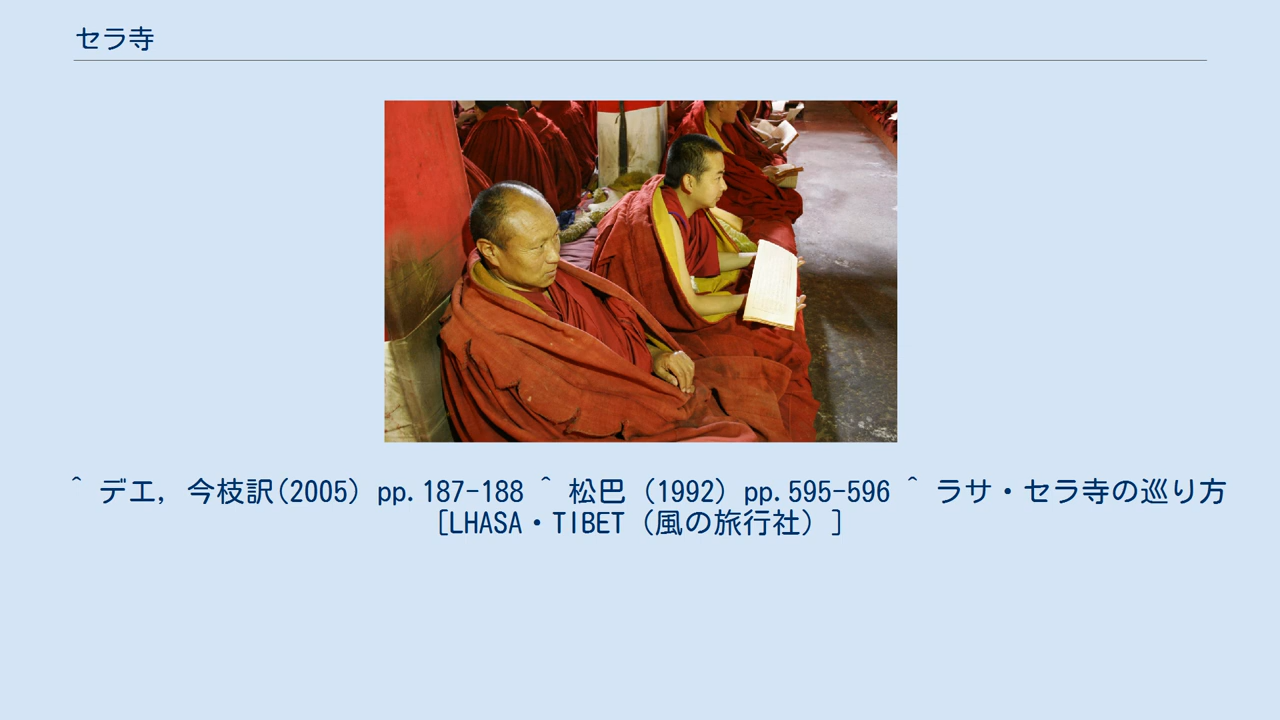 セラ寺
^ デエ, 今枝訳(2005) pp.187-188 ^ 松巴 (1992) pp.595-596 ^ ラサ・セラ寺の巡り方
[LHASA・TIBET (風の旅行社) ]